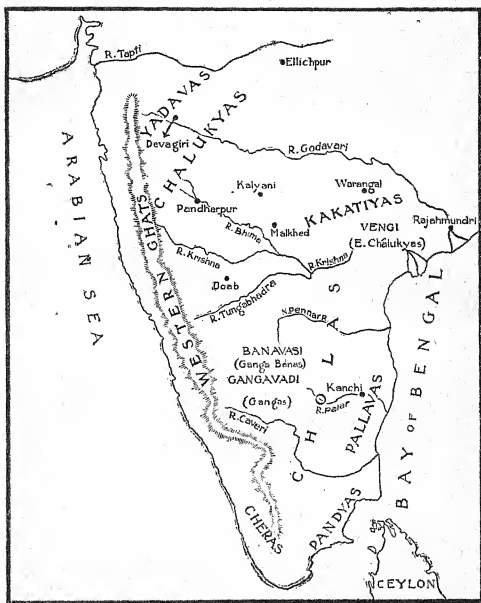 R. Tapti
Ellichpur
YADAVAS
CHALUKYAS
Devagiri
R. Godavari
ARABIAN SEA
WESTERN GHATS
Kalyani
Warangal
Pandharpur
KAKATIYAS
Malkhed
R. Bhima
Rajahmundri
VENGI
(E. Chalukyas)
R. Krishna
R. Krishna
Doab
R. Tungabhadra
N. Pennar R.
BANAVASI
(Ganga Benas)
GANGAVADI
(Gangas)
Kanchi
R. Palar
CHOLAS
PALLAVAS
BAY OF BENGAL
R. Caveri
CHERAS
PANDYAS
CEYLON